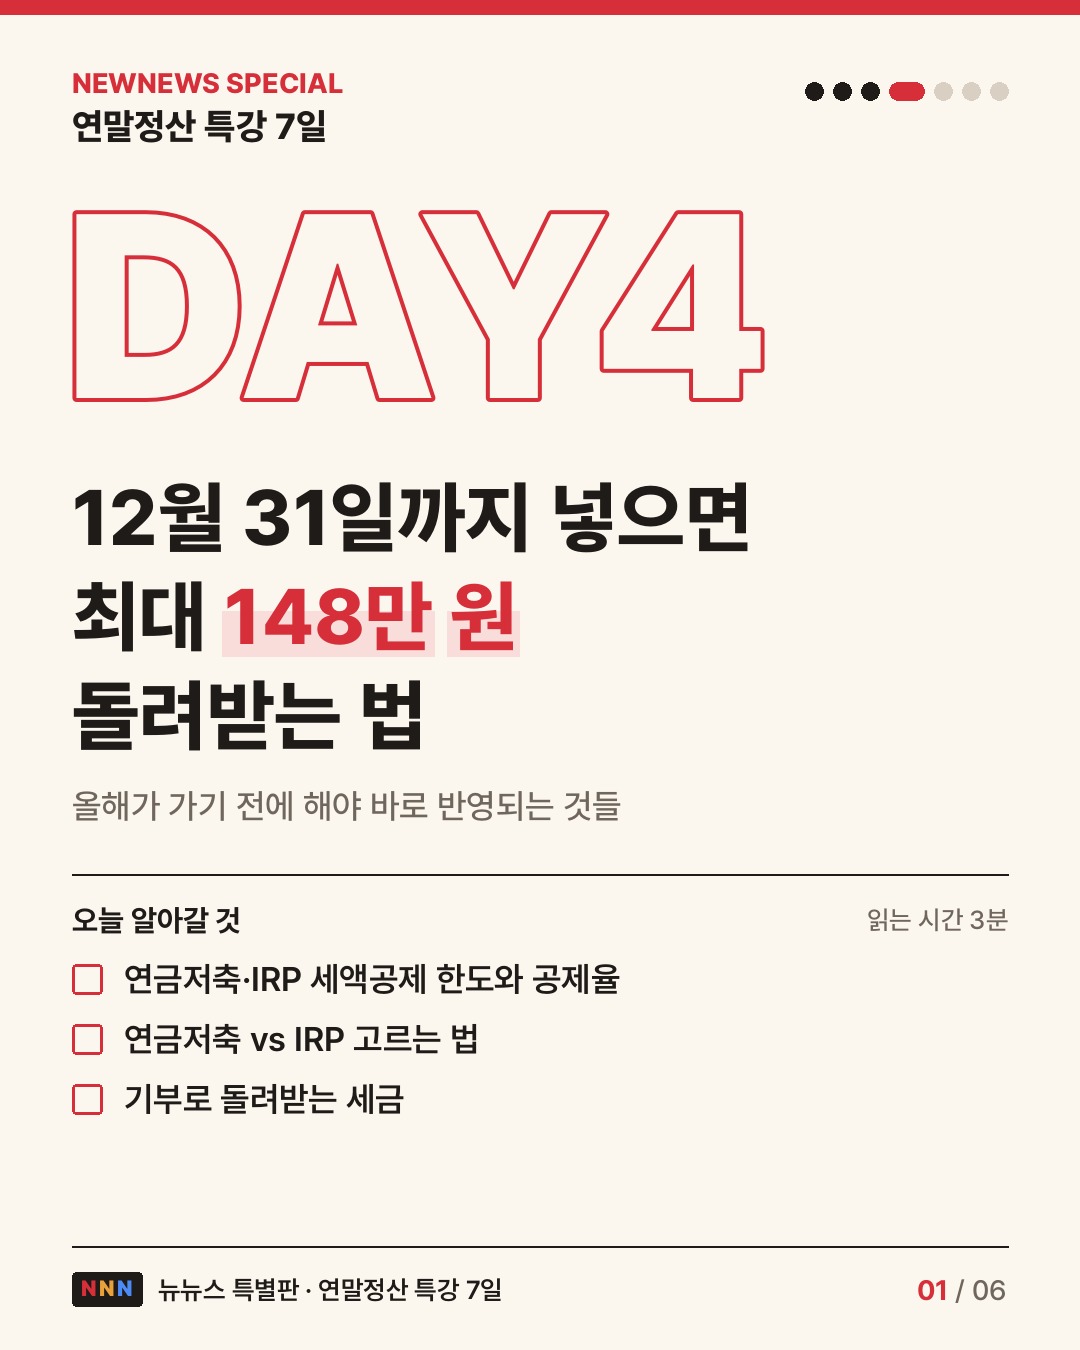 NEWNEWS SPECIAL
연말정산 특강 7일
DAY4
12월 31일까지 넣으면
최대 148만 원
돌려받는 법
올해가 가기 전에 해야 바로 반영되는 것들
오늘 알아갈 것
읽는 시간 3분
연금저축·IRP 세액공제 한도와 공제율
연금저축 vs IRP 고르는 법
기부로 돌려받는 세금
NNN 뉴뉴스 특별판 · 연말정산 특강 7일
01 / 06